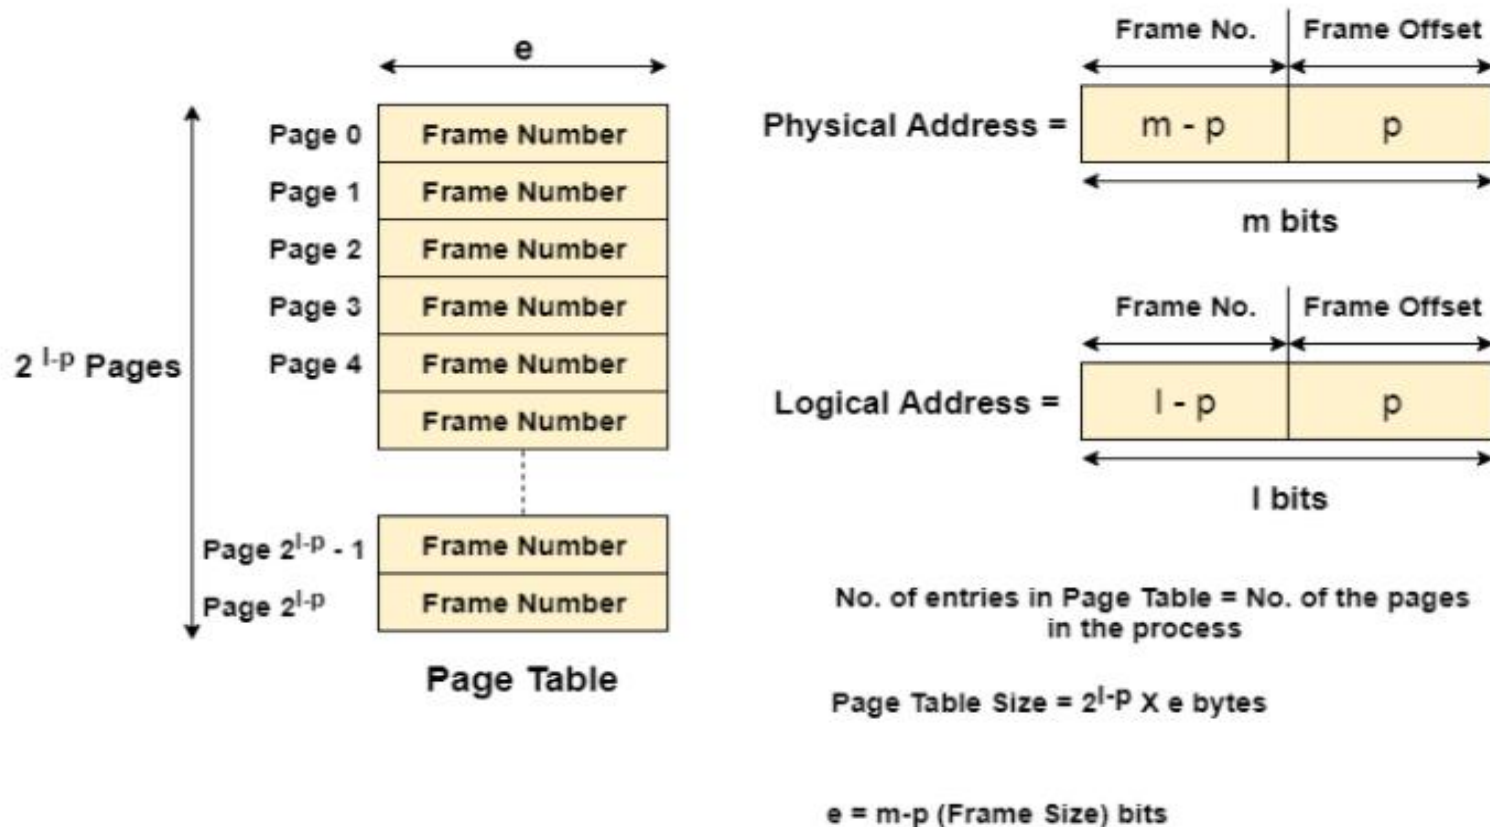 e
Page 0 Frame Number
Page 1 Frame Number
Page 2 Frame Number
Page 3 Frame Number
Page 4 Frame Number
Frame Number
2 l-p Pages
Page 2l-p - 1 Frame Number
Page 2l-p Frame Number
Page Table
Frame No. Frame Offset
Physical Address = m - p p
m bits
Frame No. Frame Offset
Logical Address = l - p p
l bits
No. of entries in Page Table = No. of the pages
in the process
Page Table Size = 2l-p X e bytes
e = m-p (Frame Size) bits